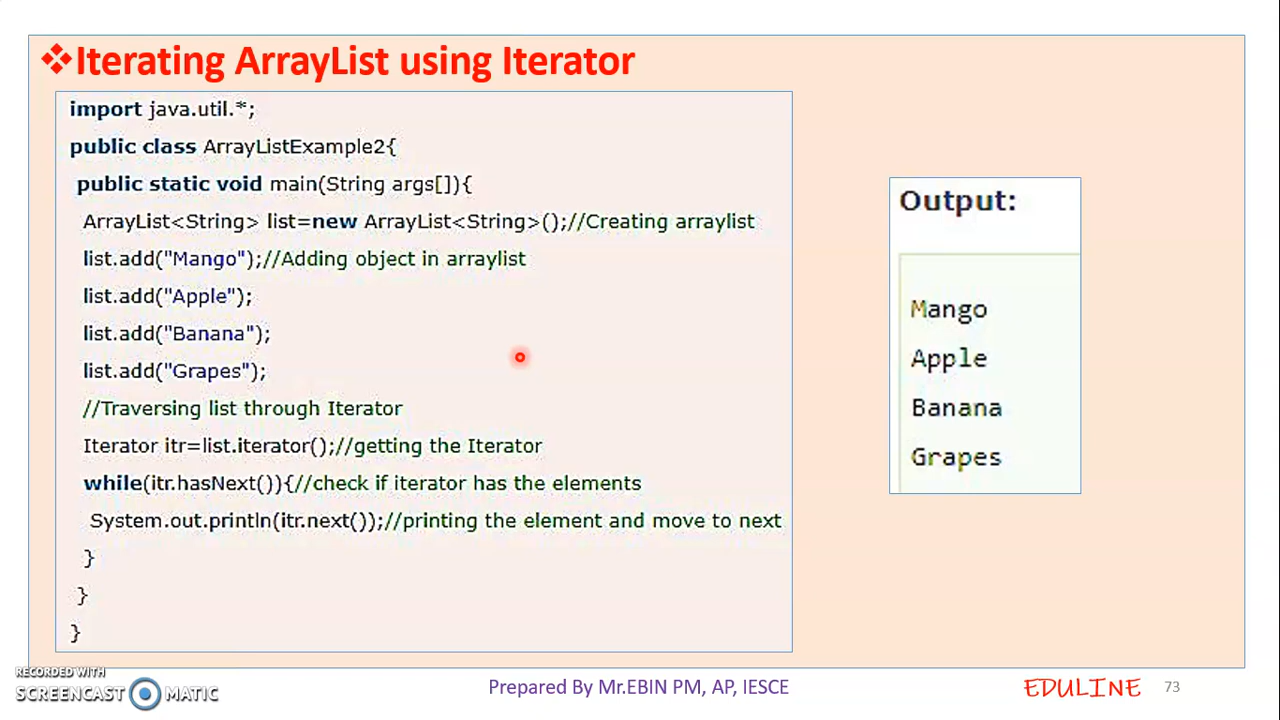 ❖Iterating ArrayList using Iterator
import java.util.*;
public class ArrayListExample2{
public static void main(String args[]){
ArrayList<String> list=new ArrayList<String>();//Creating arraylist
list.add("Mango");//Adding object in arraylist
list.add("Apple");
list.add("Banana");
list.add("Grapes");
//Traversing list through Iterator
Iterator itr=list.iterator();//getting the Iterator
while(itr.hasNext()){//check if iterator has the elements
System.out.println(itr.next());//printing the element and move to next
}
}
}
Output:
Mango
Apple
Banana
Grapes
RECORDED WITH
SCREENCAST MATIC
Prepared By Mr.EBIN PM, AP, IESCE
EDULINE
73